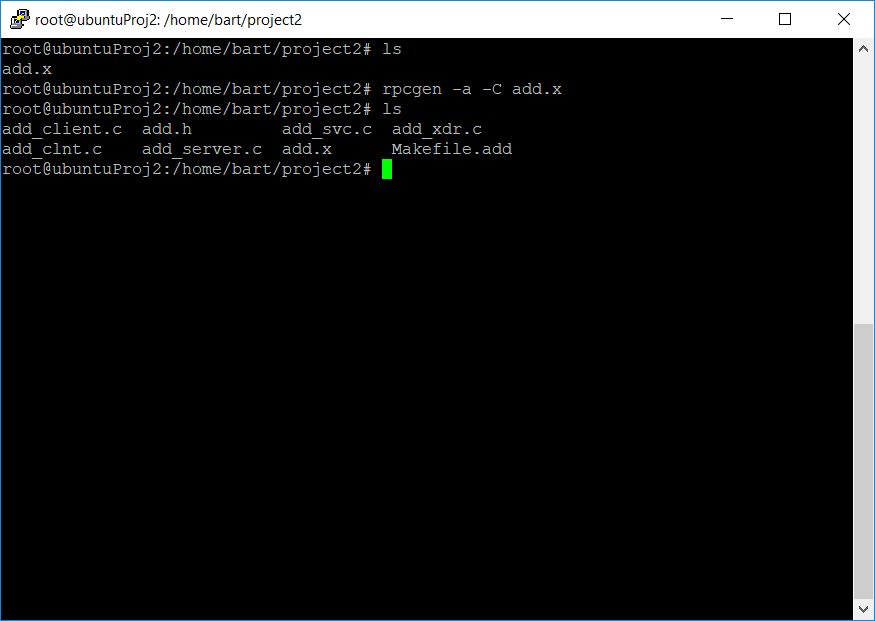 root@ubuntuProj2: /home/bart/project2
root@ubuntuProj2:/home/bart/project2# ls
add.x
root@ubuntuProj2:/home/bart/project2# rpcgen -a -C add.x
root@ubuntuProj2:/home/bart/project2# ls
add_client.c  add.h         add_svc.c  add_xdr.c
add_clnt.c    add_server.c  add.x      Makefile.add
root@ubuntuProj2:/home/bart/project2#